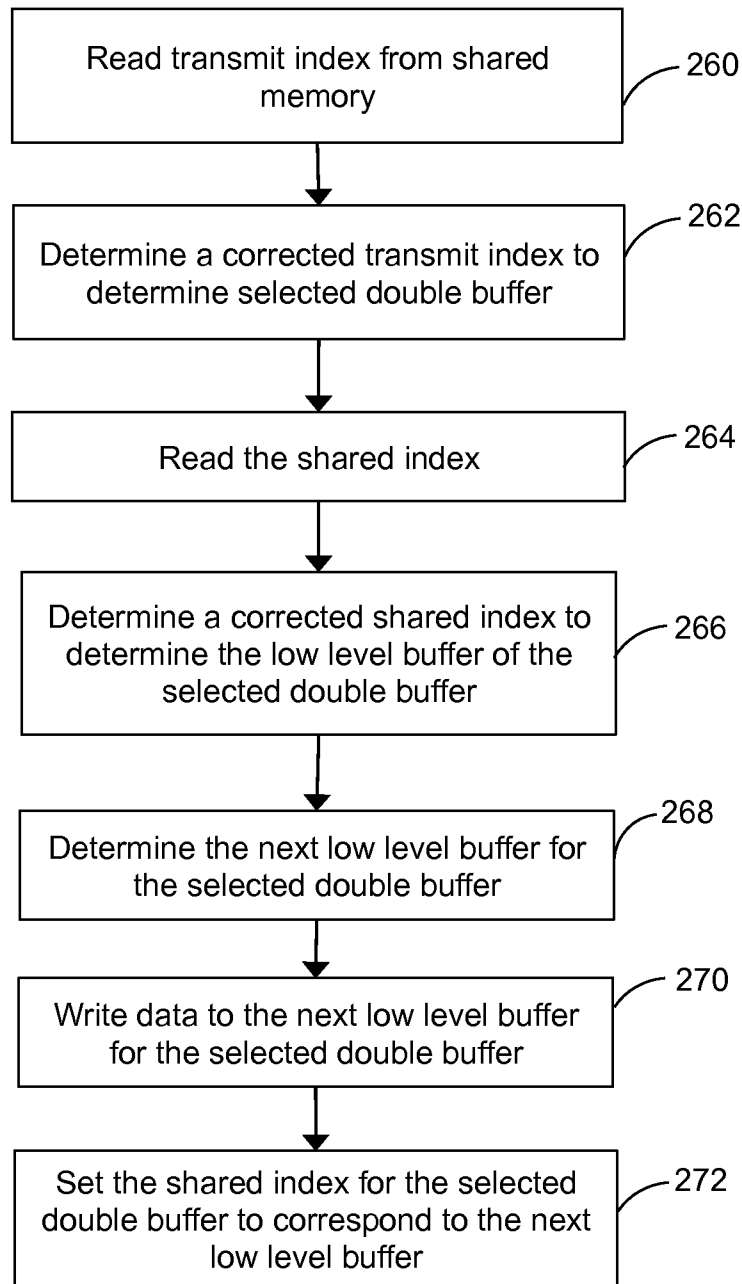 Read transmit index from shared
memory
260
Determine a corrected transmit index to
determine selected double buffer
262
Read the shared index
264
Determine a corrected shared index to
determine the low level buffer of the
selected double buffer
266
Determine the next low level buffer for
the selected double buffer
268
Write data to the next low level buffer
for the selected double buffer
270
Set the shared index for the selected
double buffer to correspond to the next
low level buffer
272